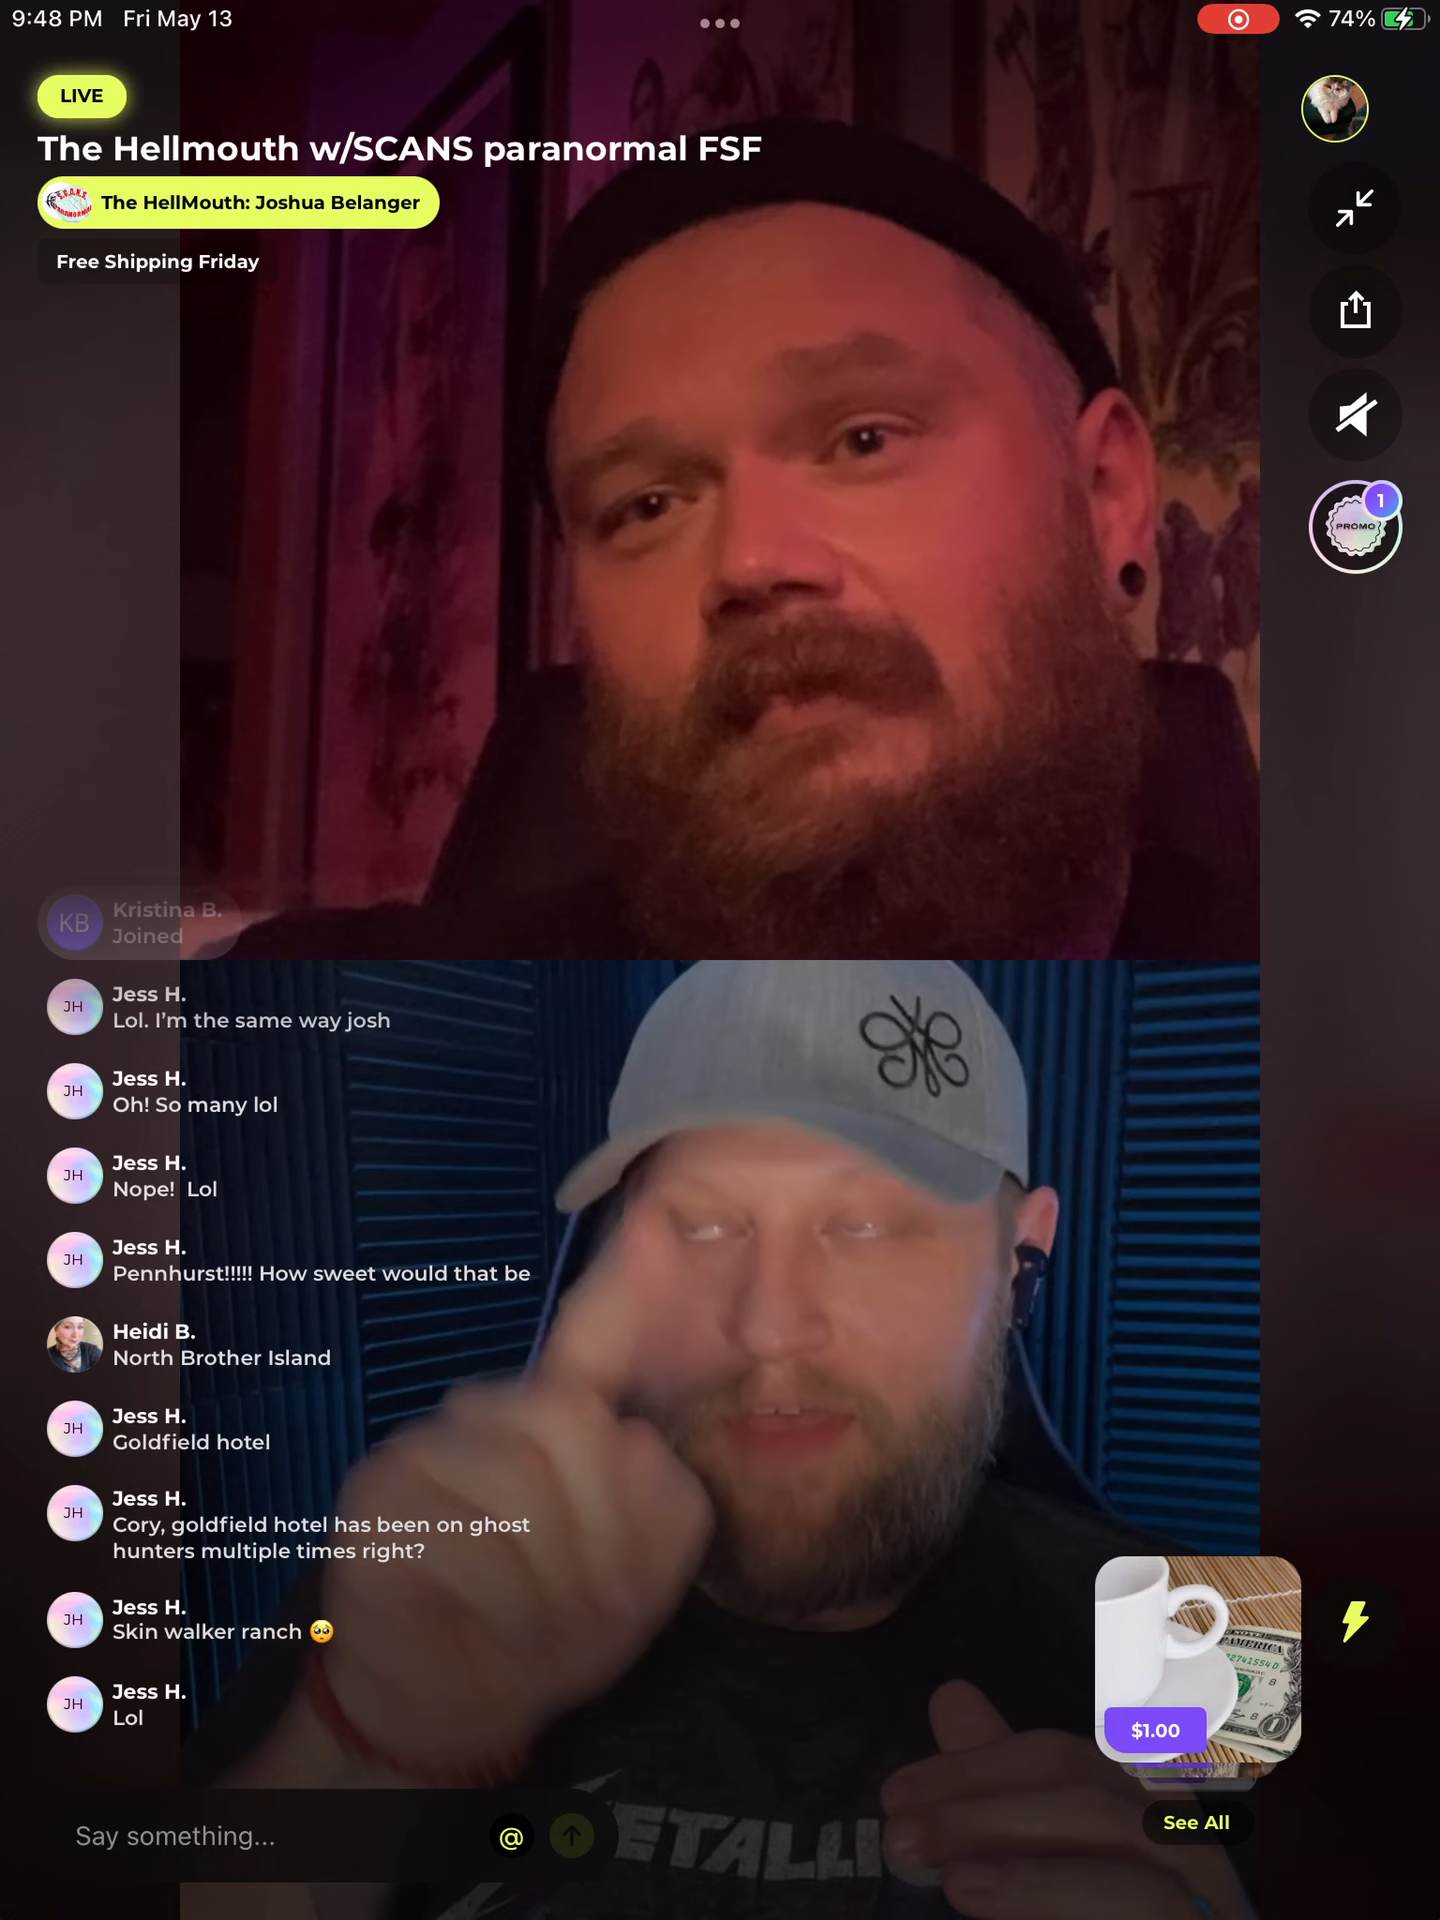 9:48 PM Fri May 13
74%
LIVE
The Hellmouth w/SCANS paranormal FSF
The HellMouth: Joshua Belanger
Free Shipping Friday
1
PROMO
KB
Kristina B.
Joined
JH
Jess H.
Lol. I’m the same way josh
JH
Jess H.
Oh! So many lol
JH
Jess H.
Nope!  Lol
JH
Jess H.
Pennhurst!!!!! How sweet would that be
Heidi B.
North Brother Island
JH
Jess H.
Goldfield hotel
JH
Jess H.
Cory, goldfield hotel has been on ghost
hunters multiple times right?
JH
Jess H.
Skin walker ranch 🥺
JH
Jess H.
Lol
$1.00
Say something...
@
See All
ETALLI